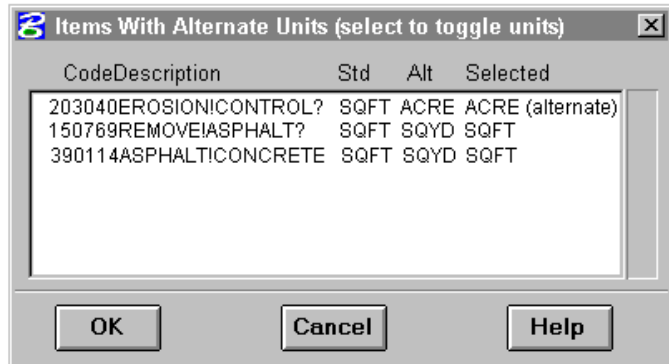 Items With Alternate Units (select to toggle units)
CodeDescription Std Alt Selected
203040EROSION!CONTROL? SQFT ACRE ACRE (alternate)
150769REMOVE!ASPHALT? SQFT SQYD SQFT
390114ASPHALT!CONCRETE SQFT SQYD SQFT
OK Cancel Help